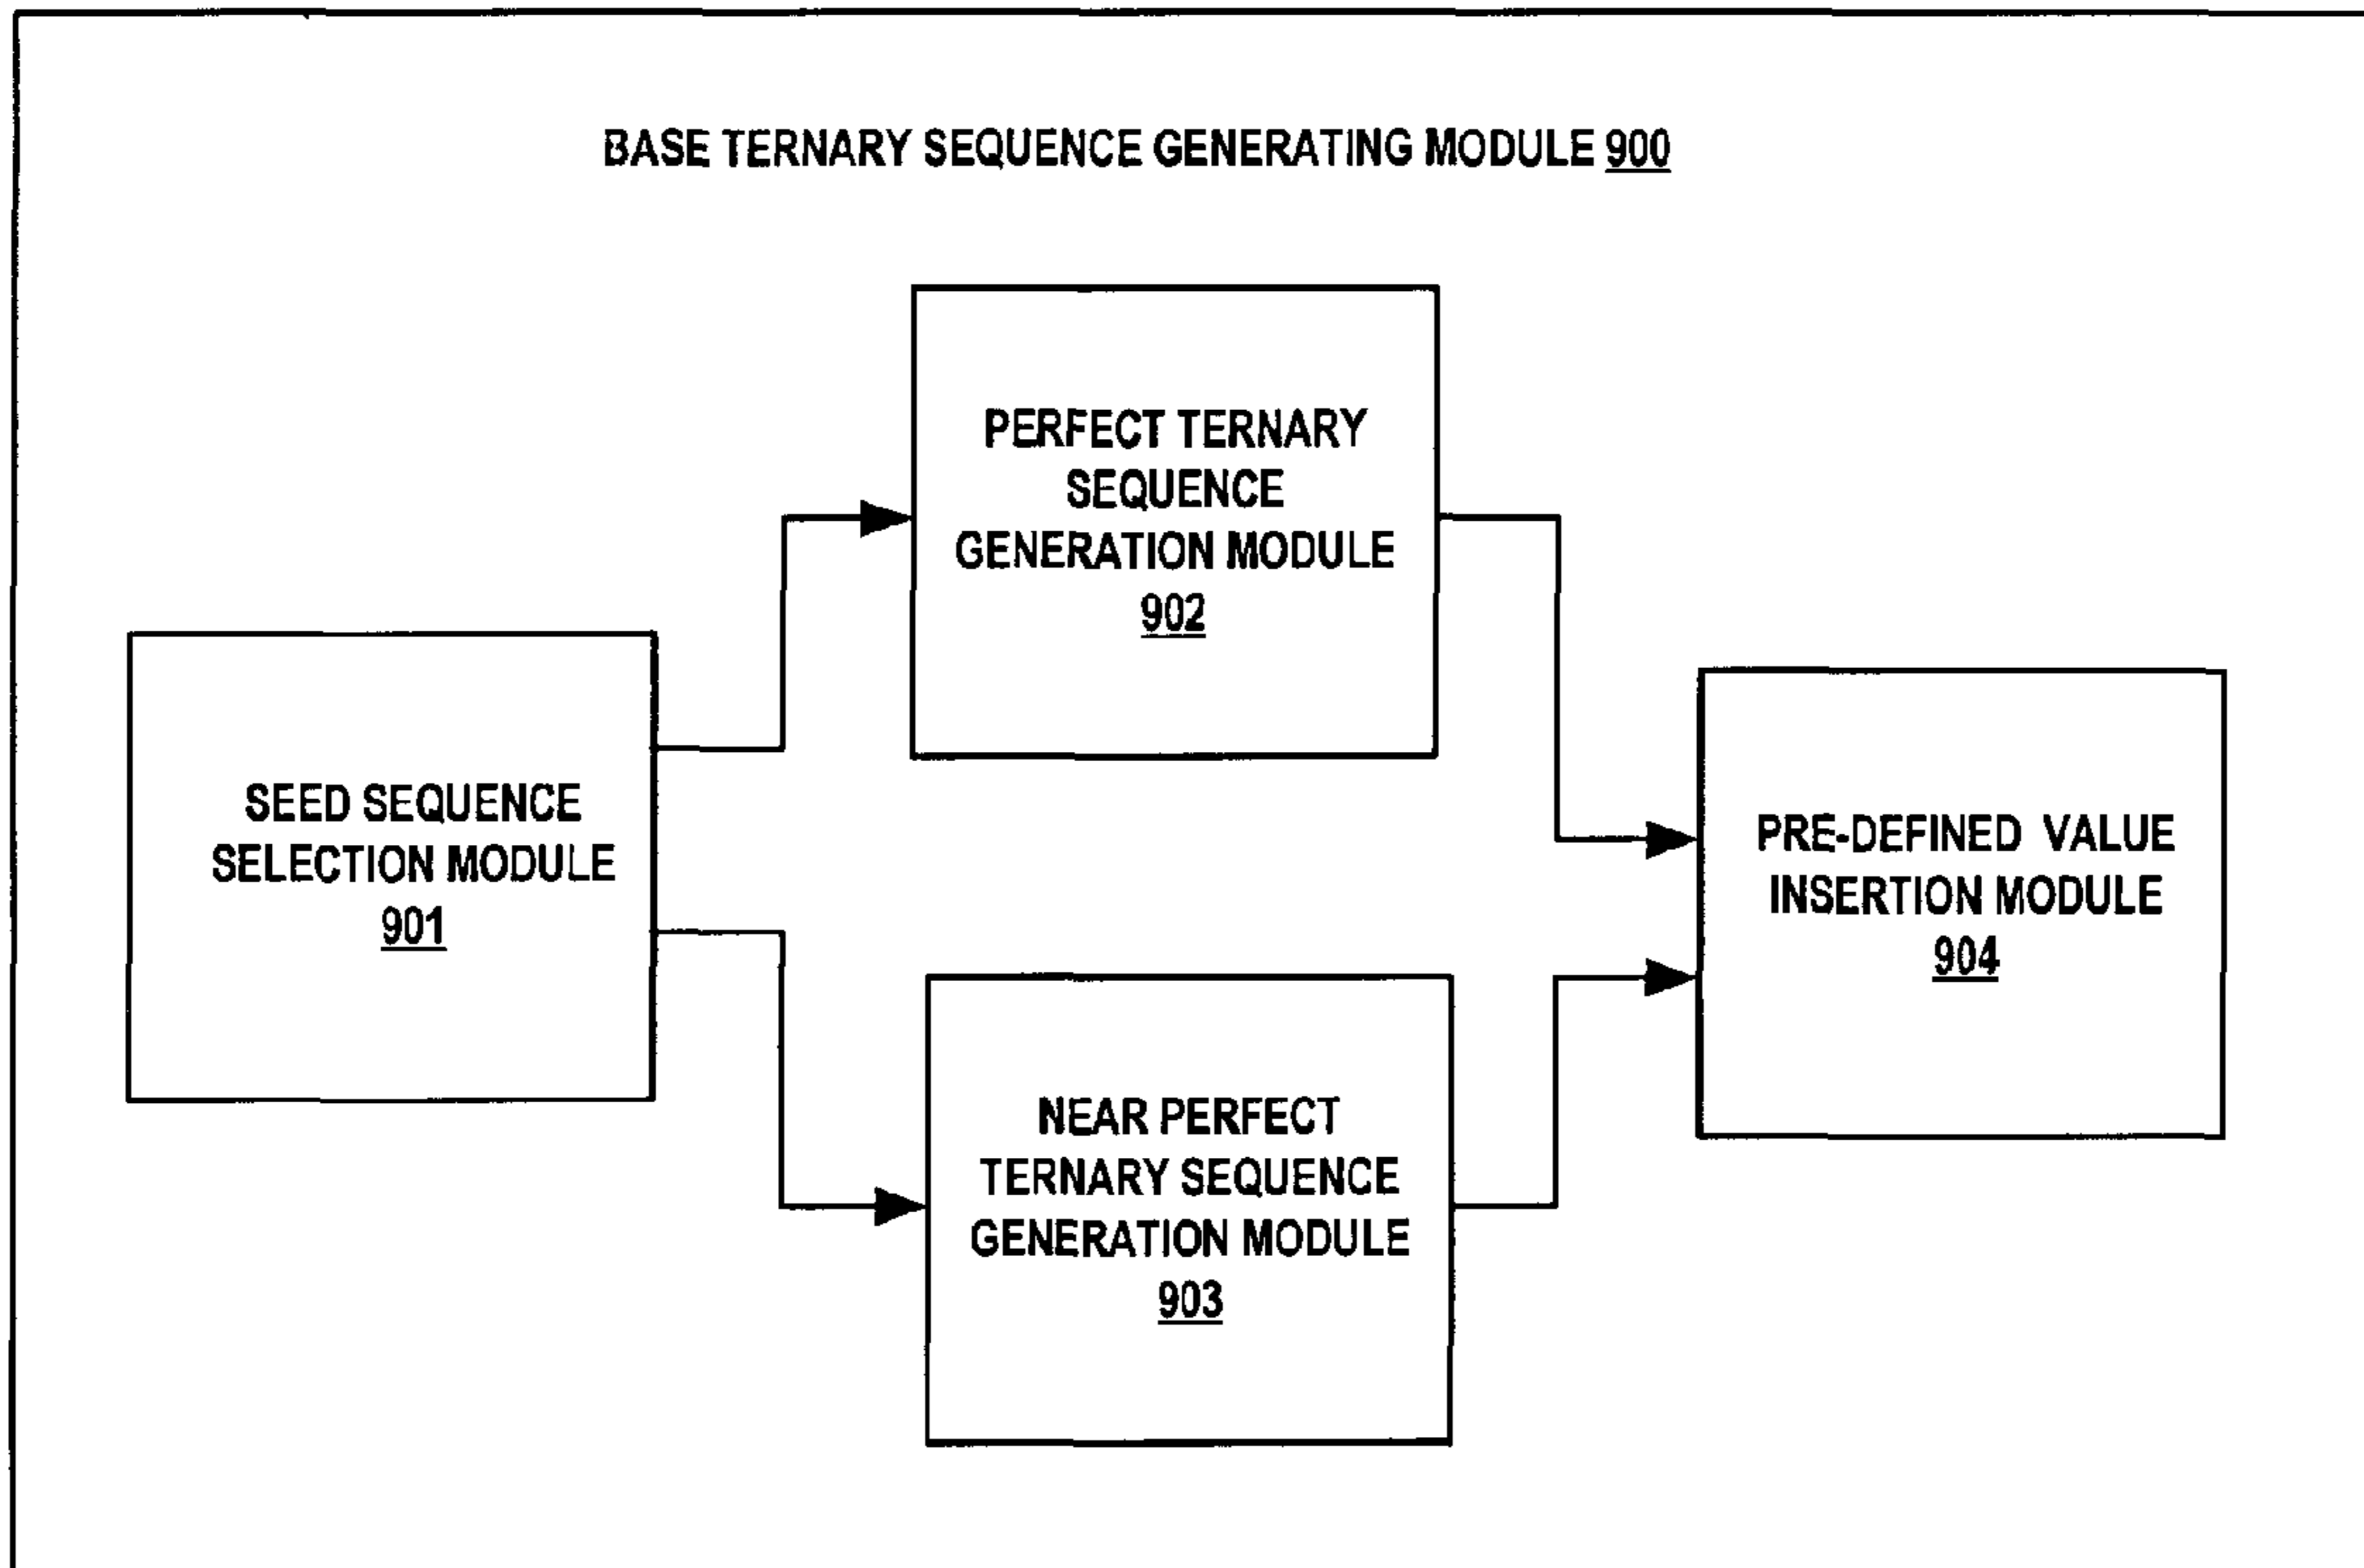 BASE TERNARY SEQUENCE GENERATING MODULE 900
PERFECT TERNARY
SEQUENCE
GENERATION MODULE
902
SEED SEQUENCE
SELECTION MODULE
901
PRE-DEFINED VALUE
INSERTION MODULE
904
NEAR PERFECT
TERNARY SEQUENCE
GENERATION MODULE
903